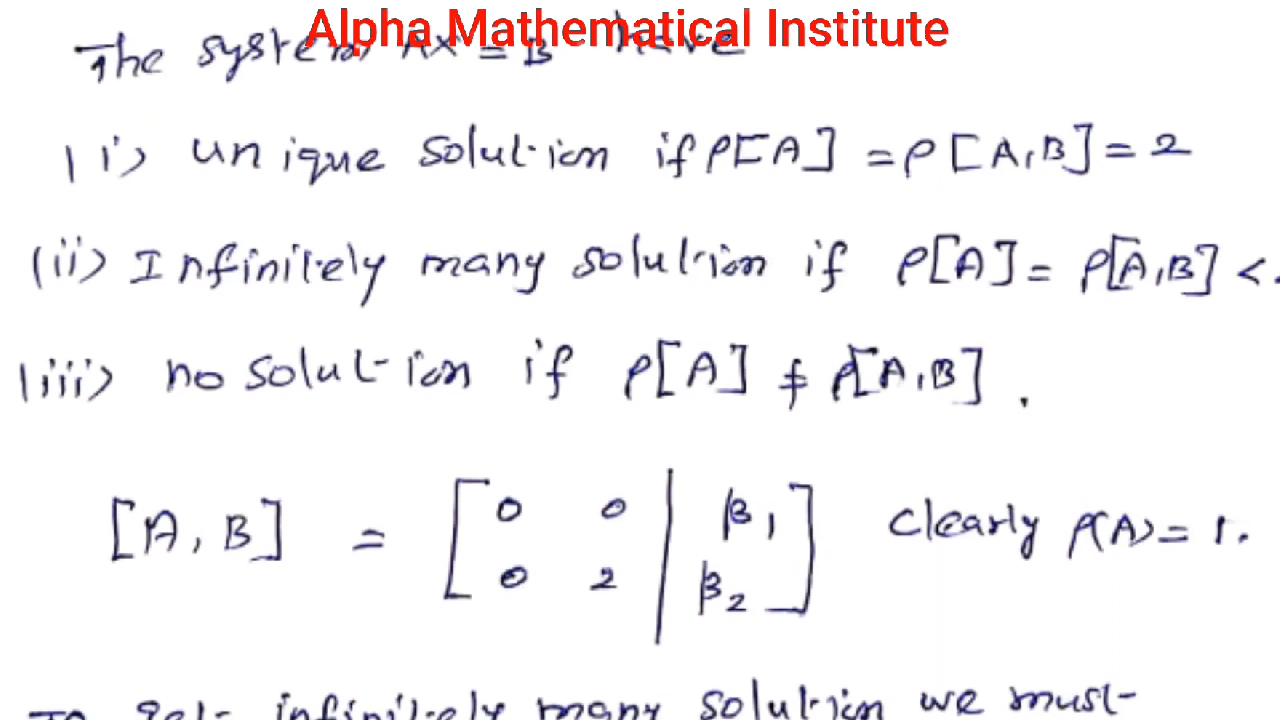 Alpha Mathematical Institute
The system AX = B have
(i) unique solution if ρ[A] = ρ[A,B] = 2
(ii) Infinitely many solution if ρ[A] = ρ[A,B] <
(iii) no solution if ρ[A] ≠ ρ[A,B].
[A, B] = [0 0 | β1] Clearly ρ(A) = 1.
[0 2 | β2]
To get infinitely many solution we must